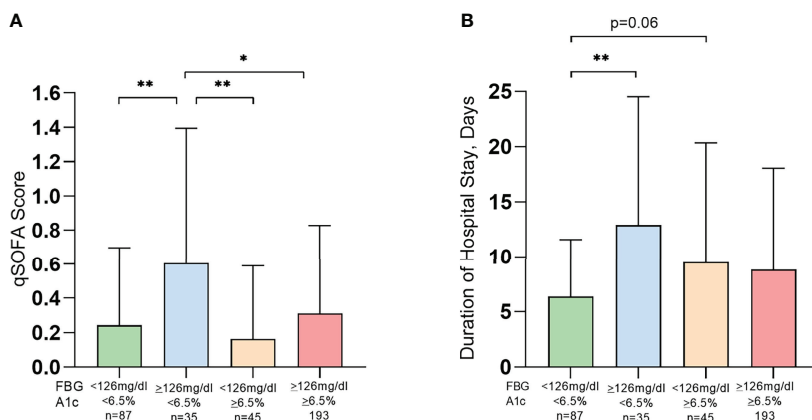 A
B
** ** *
** p=0.06
qSOFA Score
1.6
1.4
1.2
1.0
0.8
0.6
0.4
0.2
0.0
FBG <126mg/dl ≥126mg/dl <126mg/dl ≥126mg/dl
A1c <6.5% <6.5% ≥6.5% ≥6.5%
n=87 n=35 n=45 193
Duration of Hospital Stay, Days
25
20
15
10
5
0
FBG <126mg/dl ≥126mg/dl <126mg/dl ≥126mg/dl
A1c <6.5% <6.5% ≥6.5% ≥6.5%
n=87 n=35 n=45 193